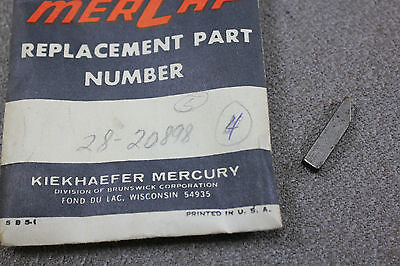 REPLACEMENT PART
NUMBER
5
28-20898
4
KIEKHAEFER MERCURY
DIVISION OF BRUNSWICK CORPORATION
FOND DU LAC, WISCONSIN 54935
PRINTED IN U. S. A.